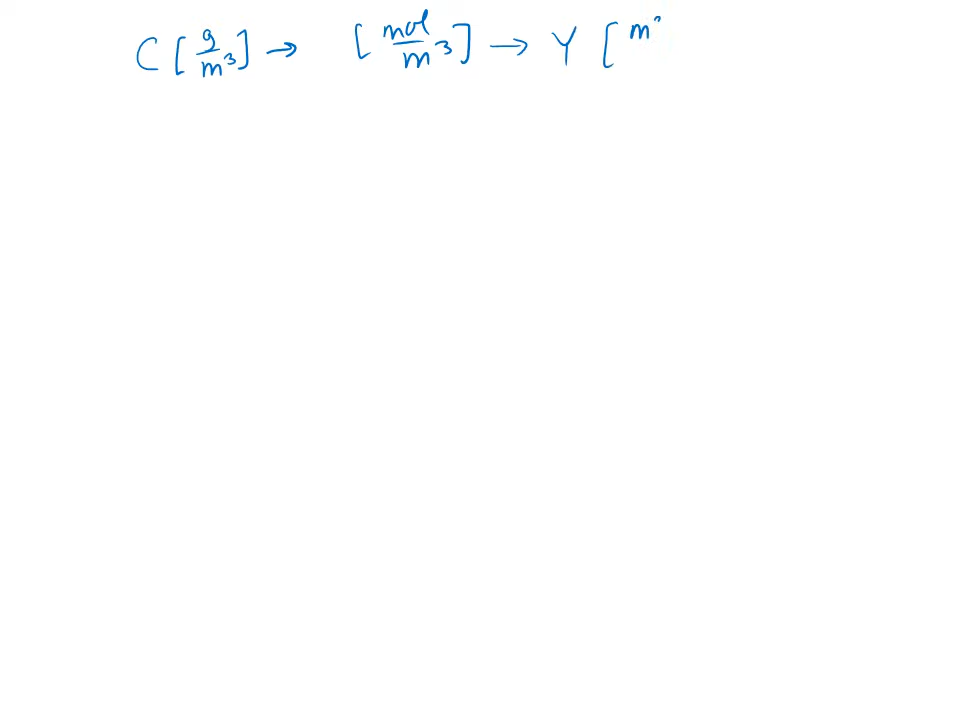 C [g/m³] → [mol/m³] → Y [m